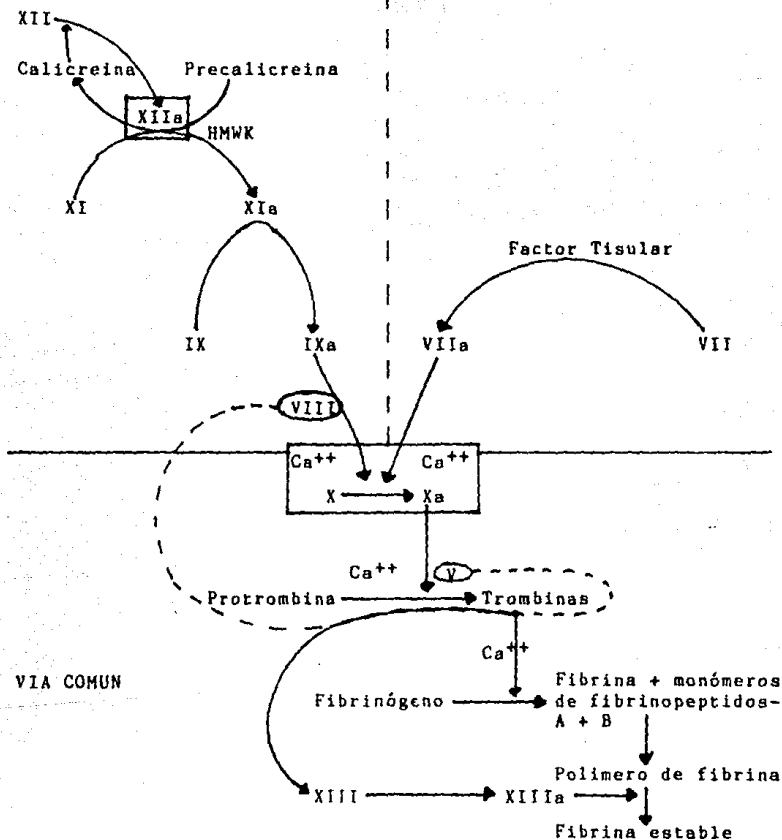 XII
Calicreina Precalicreina
XIIa
HMWK
XI XIa
Factor Tisular
IX IXa VIIa VII
VIII
Ca++ Ca++
X Xa
Ca++ V
Protrombina Trombinas
Ca++
VIA COMUN
Fibrinógeno
Fibrina + monómeros
de fibrinopeptidos-
A + B
Polimero de fibrina
XIII XIIIa
Fibrina estable